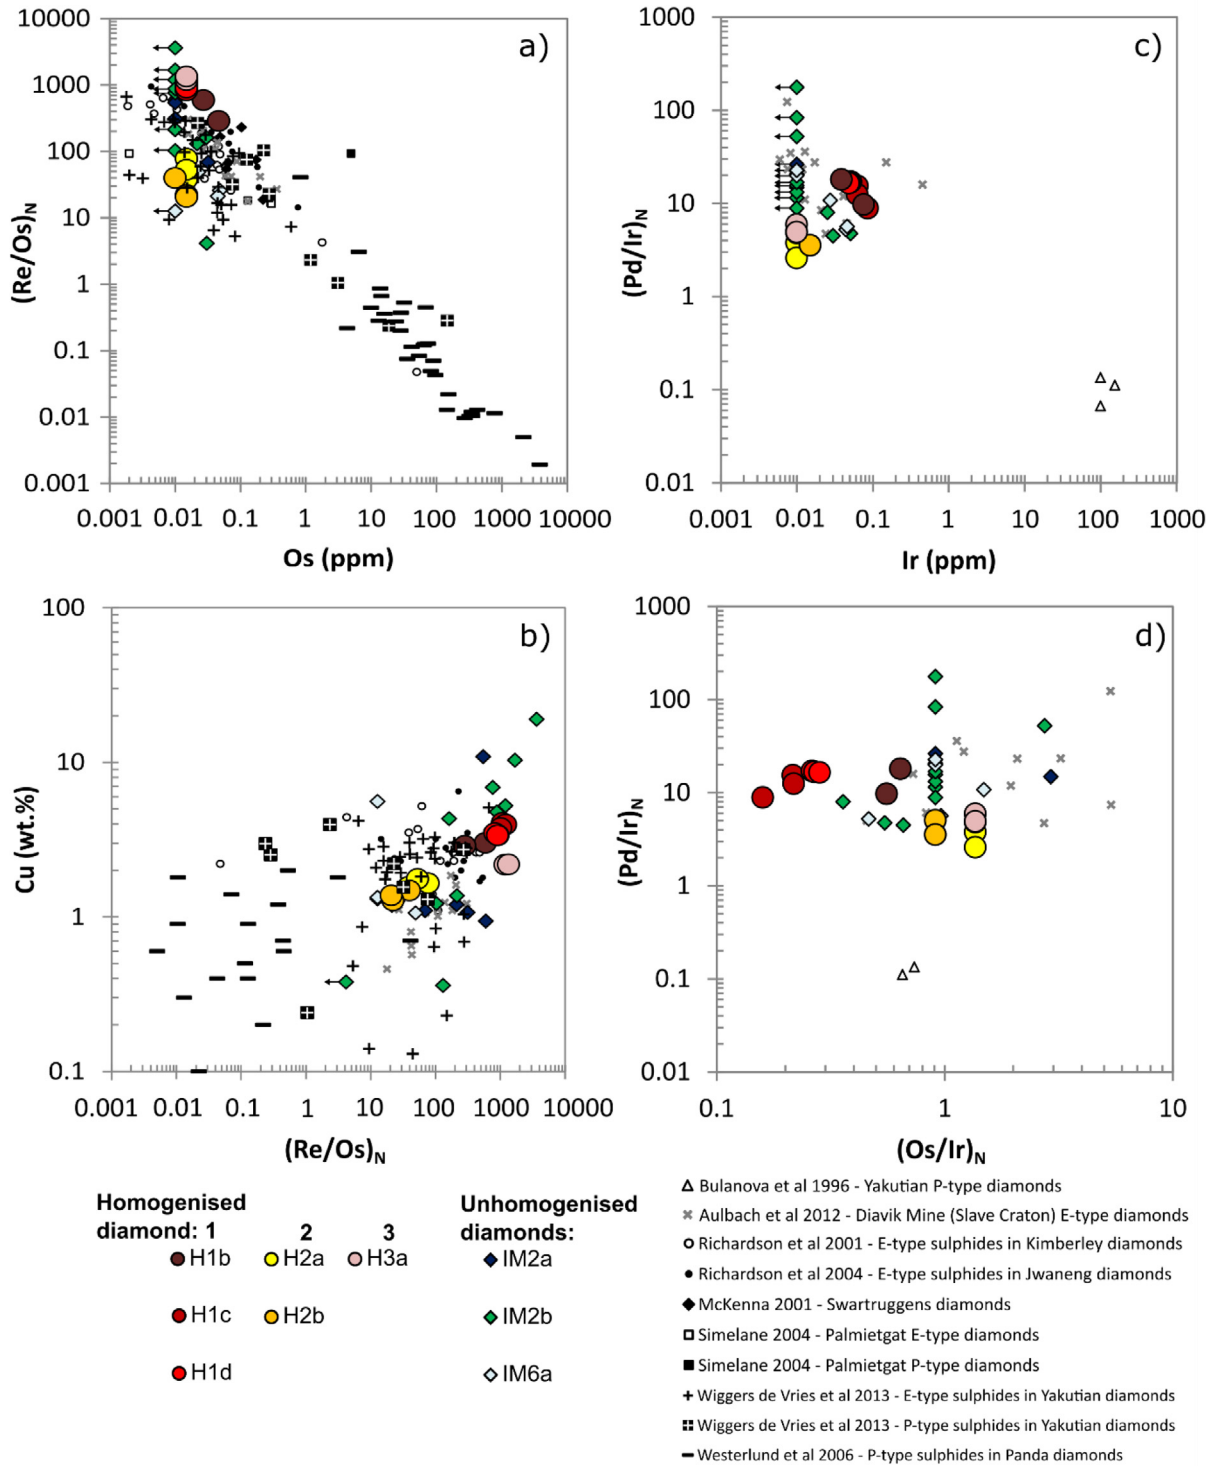 a)
10000
1000
100
10
1
0.1
0.01
0.001
(Re/Os)N
0.001 0.01 0.1 1 10 100 1000 10000
Os (ppm)
c)
1000
100
10
1
0.1
0.01
(Pd/Ir)N
0.001 0.01 0.1 1 10 100 1000
Ir (ppm)
b)
100
10
1
0.1
Cu (wt.%)
0.001 0.01 0.1 1 10 100 1000 10000
(Re/Os)N
d)
1000
100
10
1
0.1
0.01
(Pd/Ir)N
0.1 1 10
(Os/Ir)N
Homogenised
diamond: 1 2 3
H1b H2a H3a
H1c H2b
H1d
Unhomogenised
diamonds:
IM2a
IM2b
IM6a
Bulanova et al 1996 - Yakutian P-type diamonds
Aulbach et al 2012 - Diavik Mine (Slave Craton) E-type diamonds
Richardson et al 2001 - E-type sulphides in Kimberley diamonds
Richardson et al 2004 - E-type sulphides in Jwaneng diamonds
McKenna 2001 - Swartruggens diamonds
Simelane 2004 - Palmietgat E-type diamonds
Simelane 2004 - Palmietgat P-type diamonds
Wiggers de Vries et al 2013 - E-type sulphides in Yakutian diamonds
Wiggers de Vries et al 2013 - P-type sulphides in Yakutian diamonds
Westerlund et al 2006 - P-type sulphides in Panda diamonds